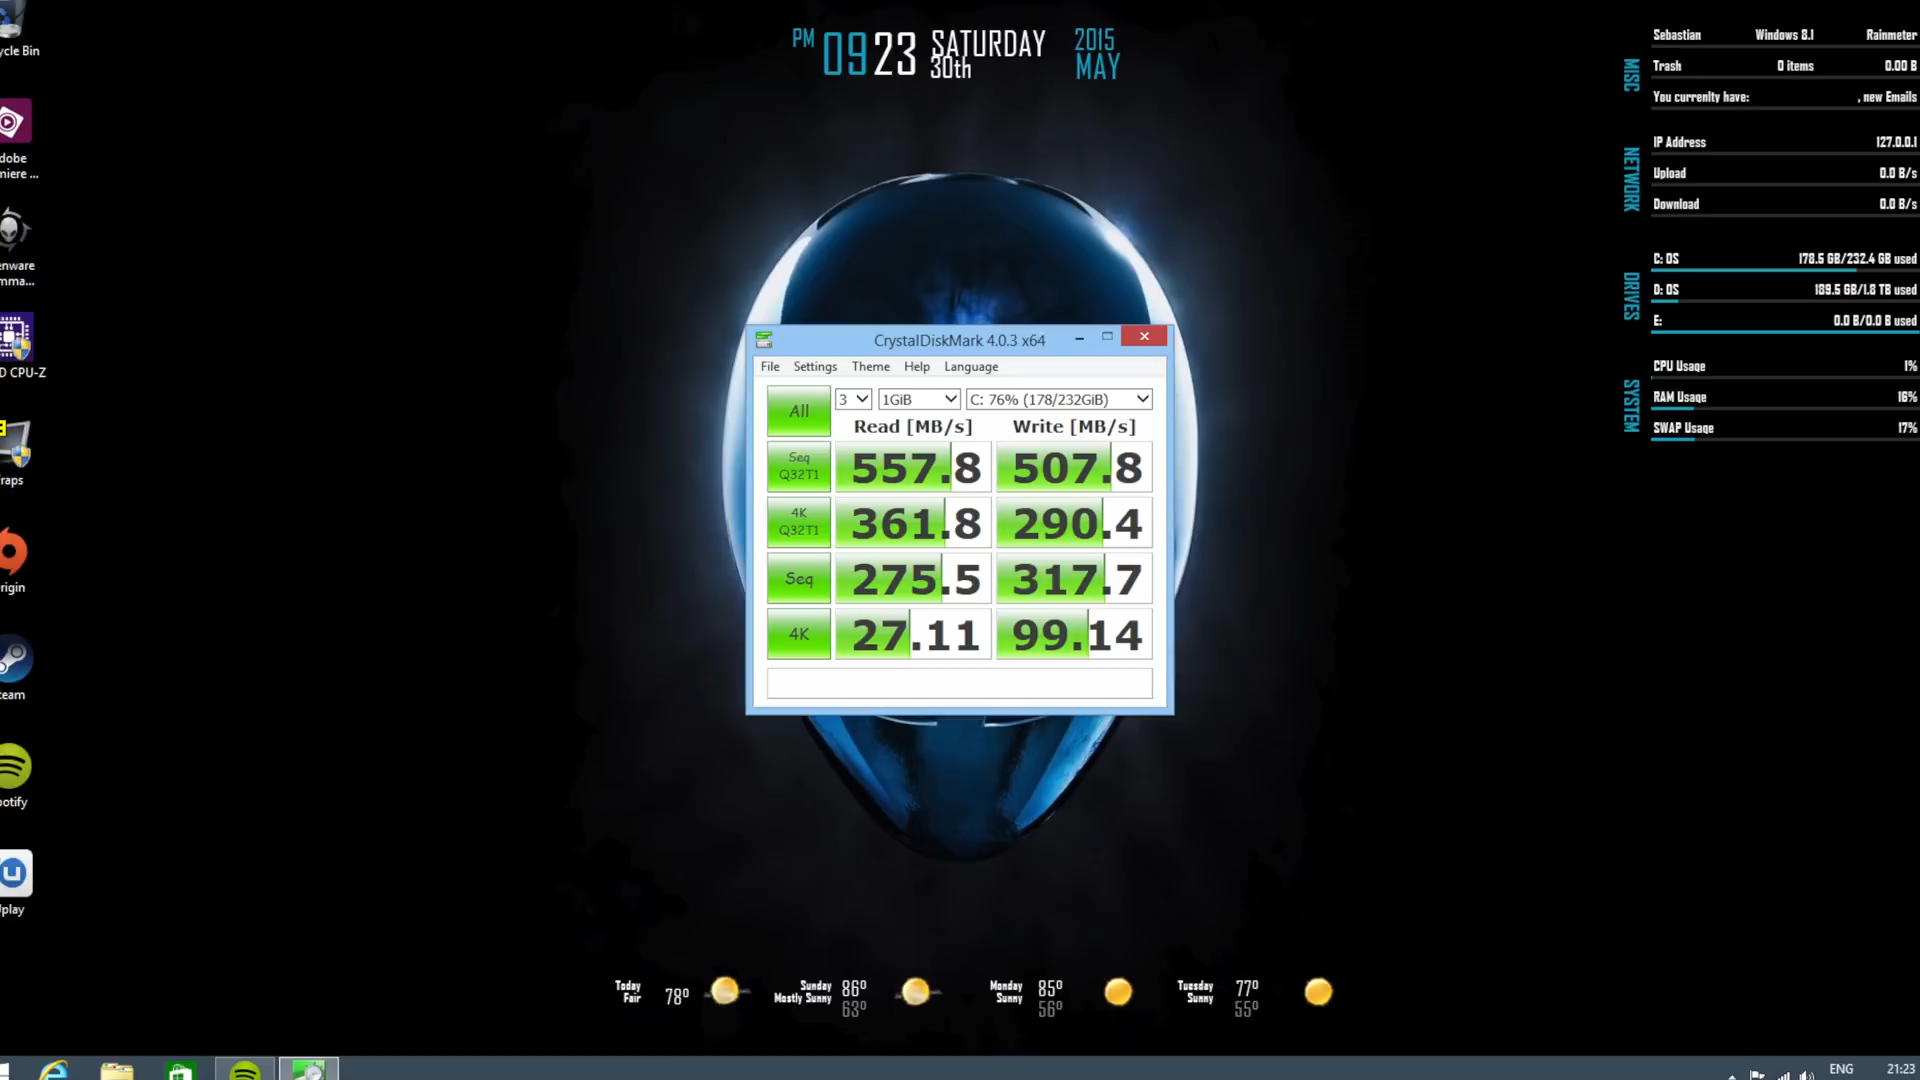 PM 09 23 SATURDAY 30th 2015 MAY
ycle Bin
dobe
miere ...
enware
mma...
D CPU-Z
raps
rigin
team
potify
Uplay
MISC
Sebastian Windows 8.1 Rainmeter
Trash 0 items 0.00 B
You currenlty have: , new Emails
NETWORK
IP Address 127.0.0.1
Upload 0.0 B/s
Download 0.0 B/s
DRIVES
C: OS 178.5 GB/232.4 GB used
D: OS 189.5 GB/1.8 TB used
E: 0.0 B/0.0 B used
SYSTEM
CPU Usage 1%
RAM Usage 16%
SWAP Usage 17%
CrystalDiskMark 4.0.3 x64
File Settings Theme Help Language
All 3 1GiB C: 76% (178/232GiB)
Read [MB/s] Write [MB/s]
Seq
Q32T1 557.8 507.8
4K
Q32T1 361.8 290.4
Seq 275.5 317.7
4K 27.11 99.14
Today
Fair 78°
Sunday
Mostly Sunny 86°
63°
Monday
Sunny 85°
56°
Tuesday
Sunny 77°
55°
ENG 21:23